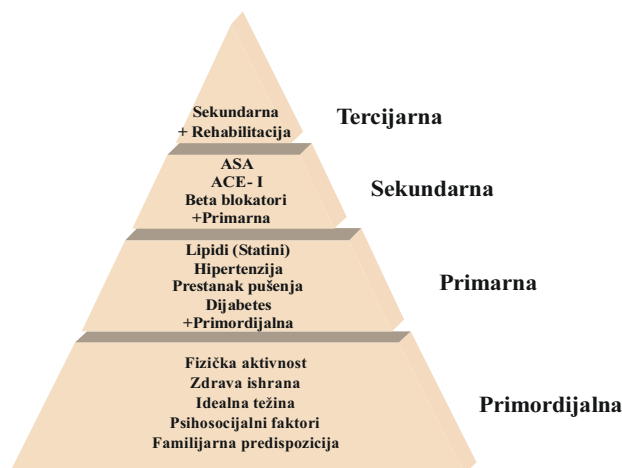 Sekundarna
+ Rehabilitacija
Tercijarna
ASA
ACE- I
Beta blokatori
+Primarna
Sekundarna
Lipidi (Statini)
Hipertenzija
Prestanak pušenja
Dijabetes
+Primordijalna
Primarna
Fizička aktivnost
Zdrava ishrana
Idealna težina
Psihosocijalni faktori
Familijarna predispozicija
Primordijalna